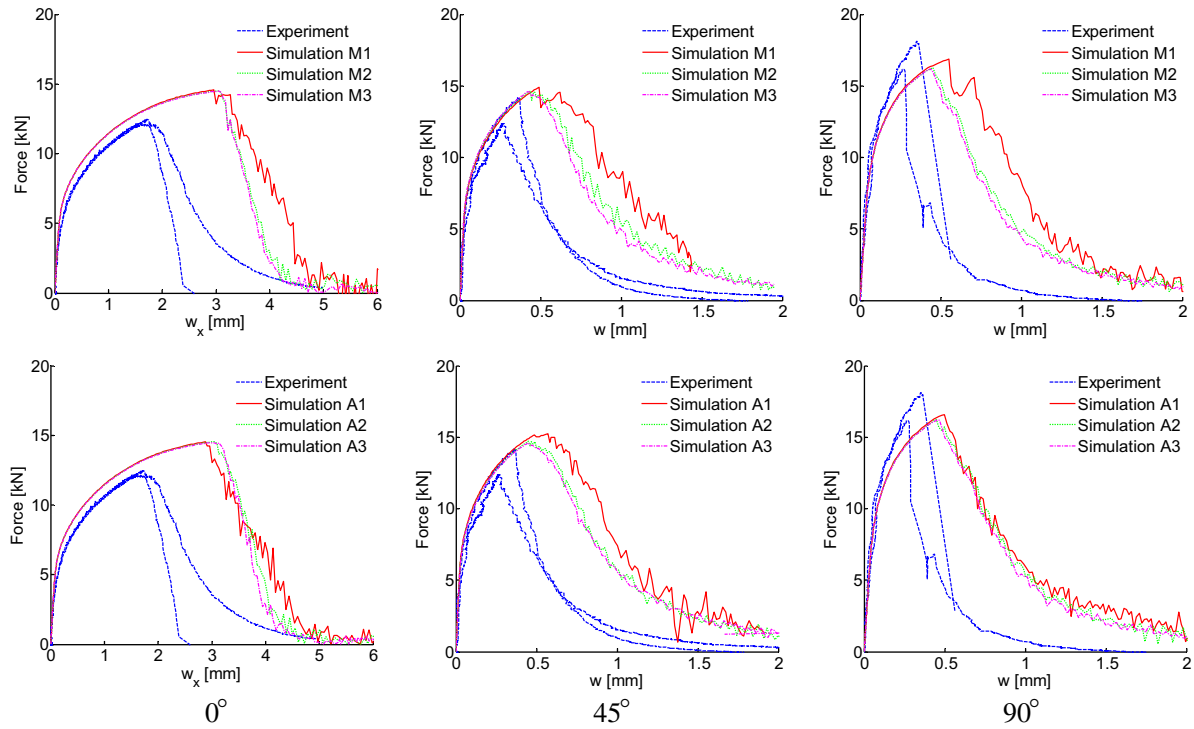 20
15
10
5
0
Force [kN]
0 1 2 3 4 5 6
w_x [mm]
Experiment
Simulation M1
Simulation M2
Simulation M3
20
15
10
5
0
Force [kN]
0 0.5 1 1.5 2
w [mm]
Experiment
Simulation M1
Simulation M2
Simulation M3
20
15
10
5
0
Force [kN]
0 0.5 1 1.5 2
w [mm]
Experiment
Simulation M1
Simulation M2
Simulation M3
20
15
10
5
0
Force [kN]
0 1 2 3 4 5 6
w_x [mm]
Experiment
Simulation A1
Simulation A2
Simulation A3
20
15
10
5
0
Force [kN]
0 0.5 1 1.5 2
w [mm]
Experiment
Simulation A1
Simulation A2
Simulation A3
20
15
10
5
0
Force [kN]
0 0.5 1 1.5 2
w [mm]
Experiment
Simulation A1
Simulation A2
Simulation A3
0°
45°
90°